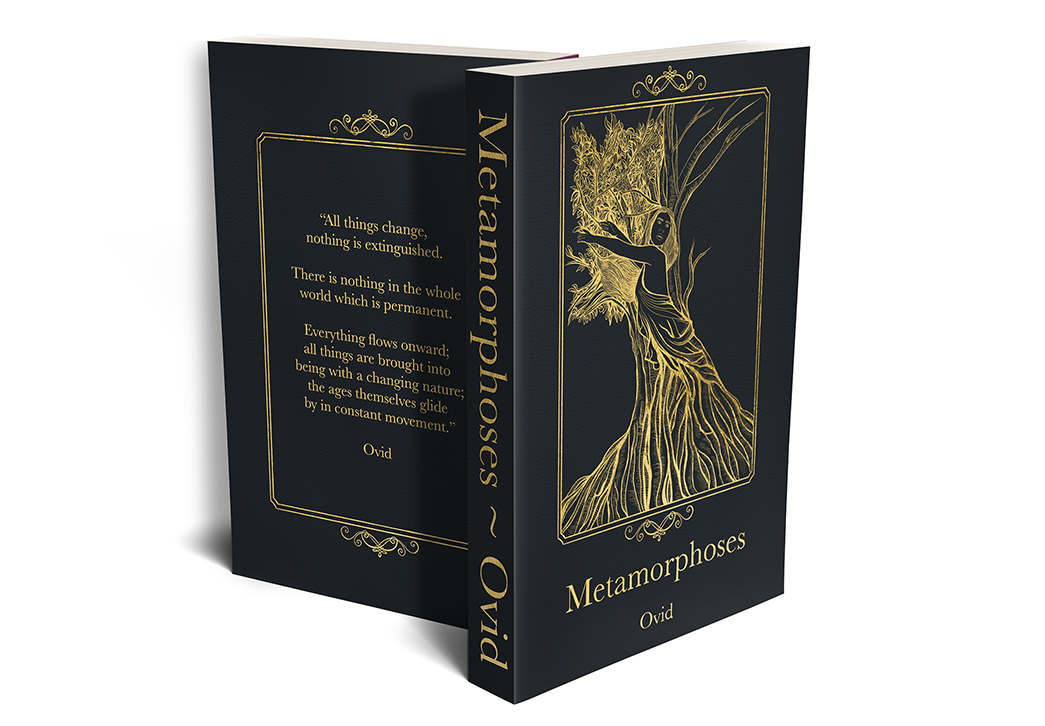 “All things change,
nothing is extinguished.
There is nothing in the whole
world which is permanent.
Everything flows onward;
all things are brought into
being with a changing nature;
the ages themselves glide
by in constant movement.”
Ovid
Metamorphoses ~ Ovid
Metamorphoses
Ovid